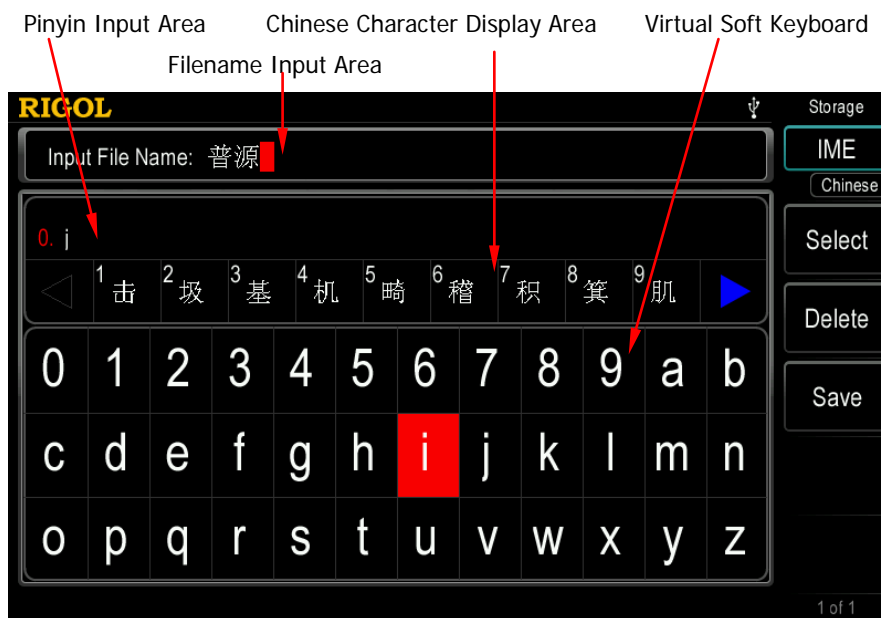 Pinyin Input Area Chinese Character Display Area Virtual Soft Keyboard
Filename Input Area
RIGOL Storage
Input File Name: 普源 IME
Chinese
0. j Select
1 击 2 圾 3 基 4 机 5 畸 6 稽 7 积 8 箕 9 肌
Delete
0 1 2 3 4 5 6 7 8 9 a b
Save
c d e f g h i j k l m n
o p q r s t u v w x y z
1 of 1